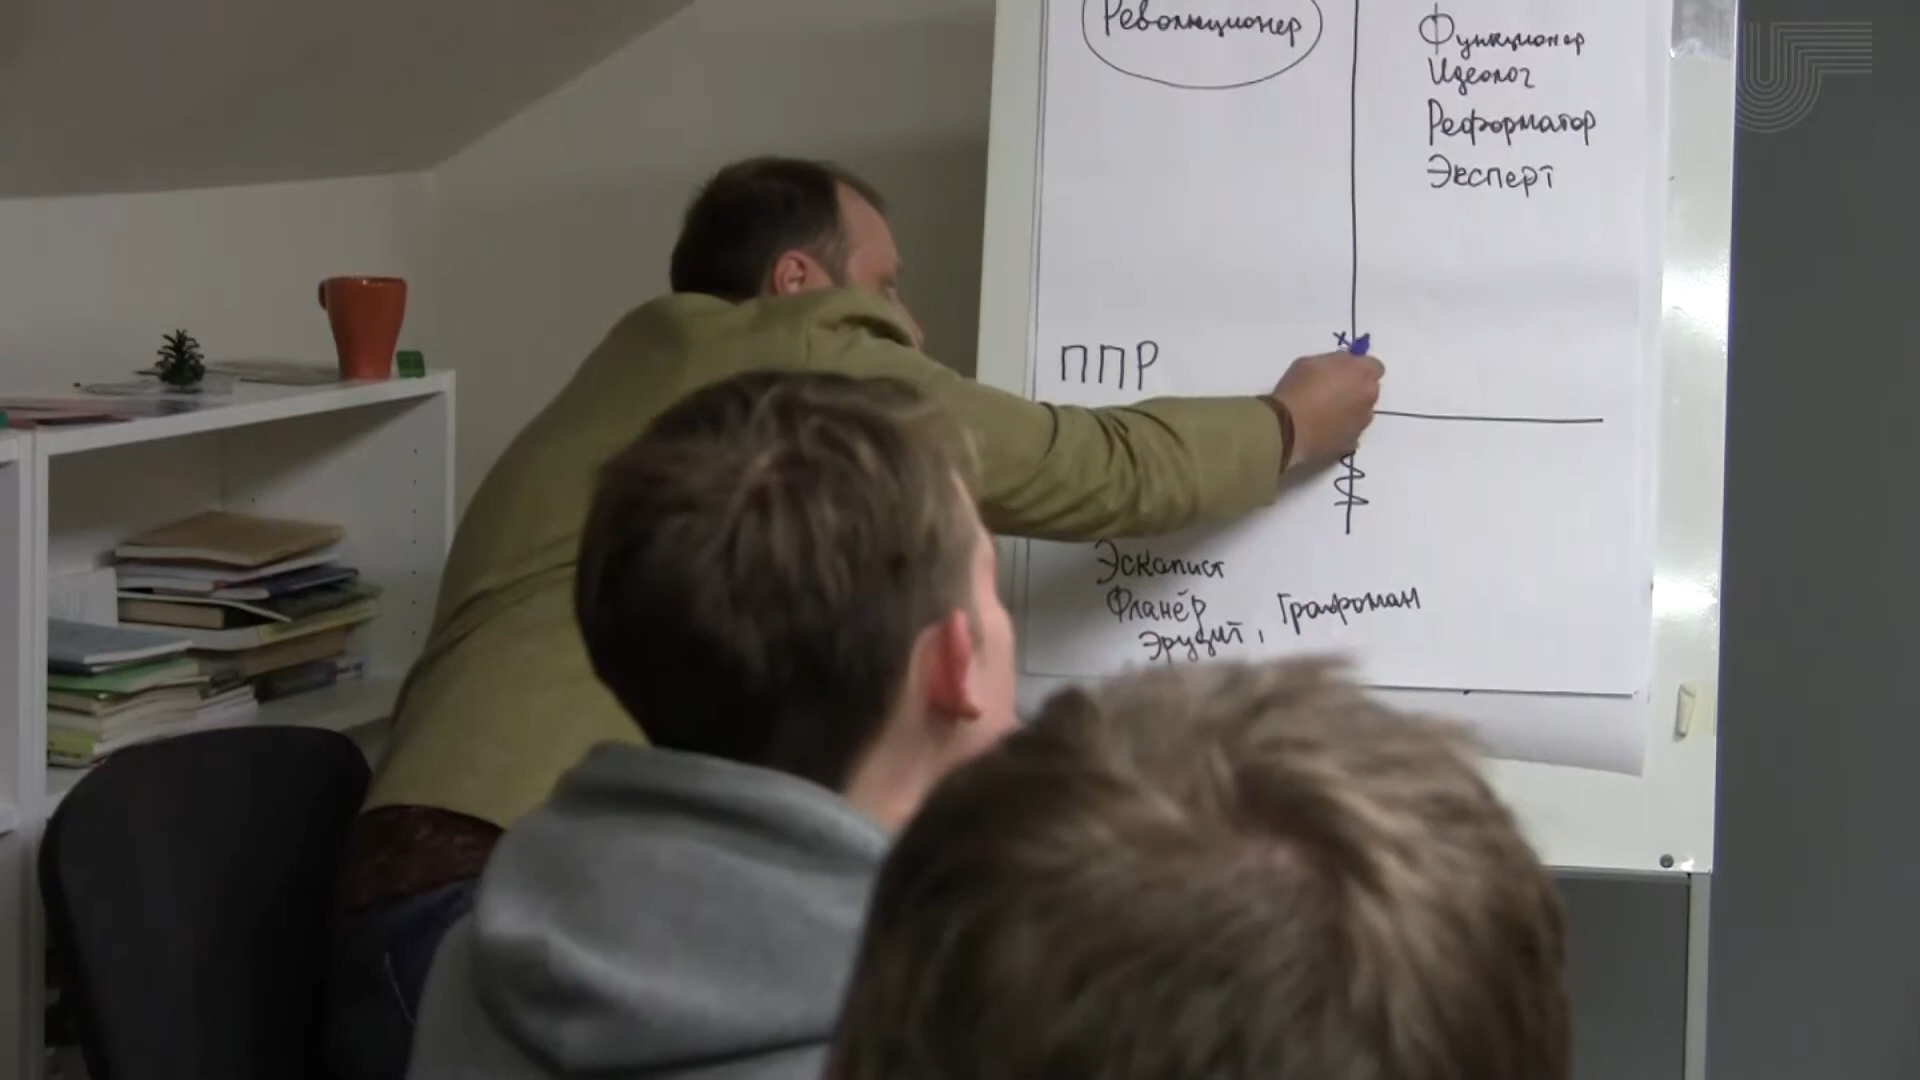 Революционер
Функционер
Идеолог
Реформатор
Эксперт
х
ППР
Эскапист
Фланёр
Эрудит, Графоман